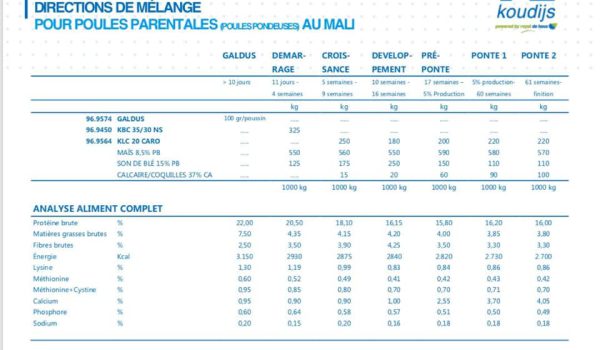 DIRECTIONS DE MÉLANGE
POUR POULES PARENTALES (POULES PONDEUSES) AU MALI
koudijs
powered by royal de heus
GALDUS DEMAR-RAGE CROIS-SANCE DEVELOP-PEMENT PRÉ-PONTE PONTE 1 PONTE 2
> 10 jours 11 jours - 4 semaines 5 semaines – 9 semaines 10 semaines - 16 semaines 17 semaines – 5% Production 5% production- 60 semaines 61 semaines- finition
kg kg kg kg kg kg
96.9574 GALDUS 100 gr/poussin ..... ..... ..... ..... ..... .....
96.9450 KBC 35/30 NS ..... 325
96.9564 KLC 20 CARO ..... ..... 250 180 200 220 220
MAÏS 8,5% PB ..... 550 560 550 590 580 570
SON DE BLÉ 15% PB ..... 125 175 250 150 110 110
CALCAIRE/COQUILLES 37% CA ..... 15 20 60 90 100
1000 kg 1000 kg 1000 kg 1000 kg 1000 kg 1000 kg
ANALYSE ALIMENT COMPLET
Protéine brute % 22,00 20,50 18,10 16,15 15,80 16,20 16,00
Matières grasses brutes % 7,50 4,35 4,15 4,20 4,00 3,85 3,80
Fibres brutes % 2,50 3,50 3,90 4,25 3,50 3,30 3,30
Energie Kcal 3.150 2930 2875 2840 2.820 2.730 2.700
Lysine % 1,30 1,19 0,99 0,83 0,84 0,86 0,86
Méthionine % 0,60 0,52 0,49 0,41 0,42 0,43 0,42
Méthionine+Cystine % 0,95 0,85 0,80 0,70 0,70 0,71 0,70
Calcium % 0,95 0,90 0,90 1,00 2,55 3,70 4,05
Phosphore % 0,60 0,64 0,58 0,57 0,51 0,50 0,49
Sodium % 0,20 0,15 0,20 0,16 0,18 0,18 0,18